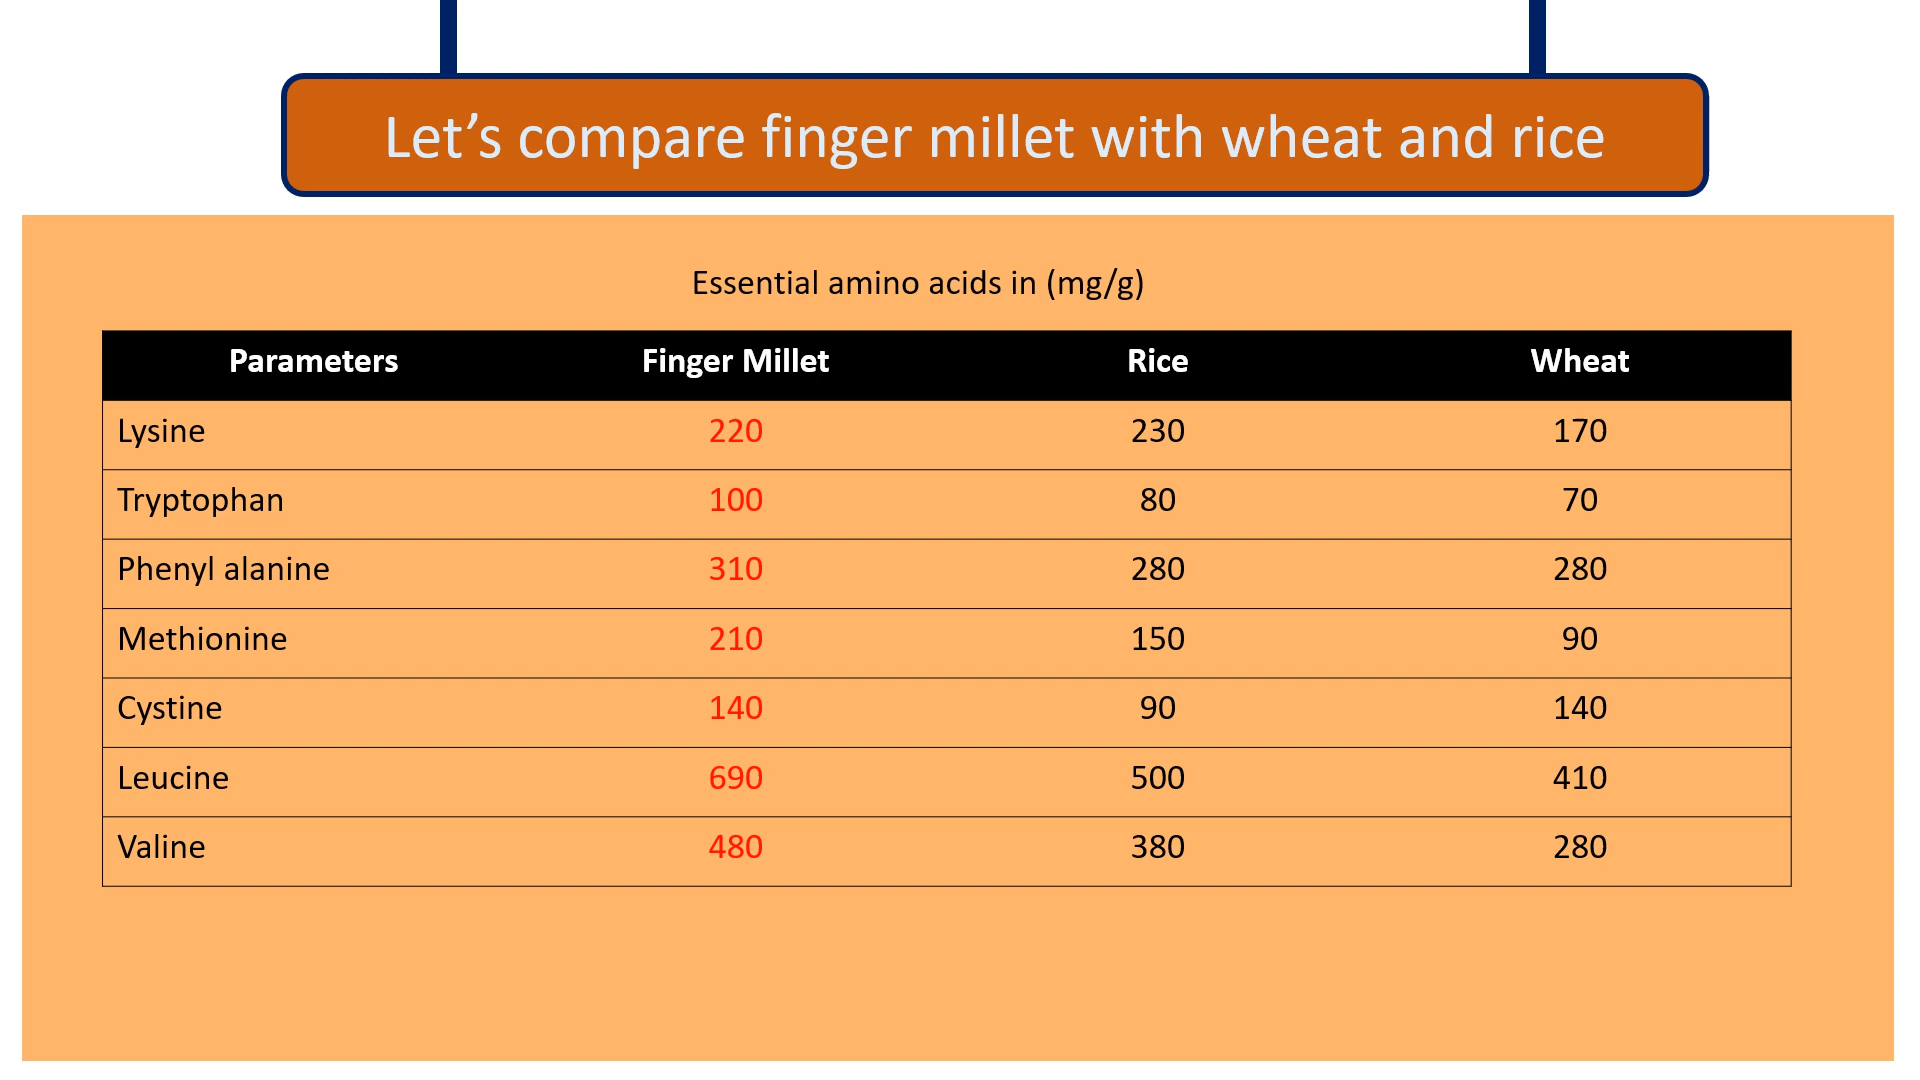 Let’s compare finger millet with wheat and rice
Essential amino acids in (mg/g)
Parameters Finger Millet Rice Wheat
Lysine 220 230 170
Tryptophan 100 80 70
Phenyl alanine 310 280 280
Methionine 210 150 90
Cystine 140 90 140
Leucine 690 500 410
Valine 480 380 280